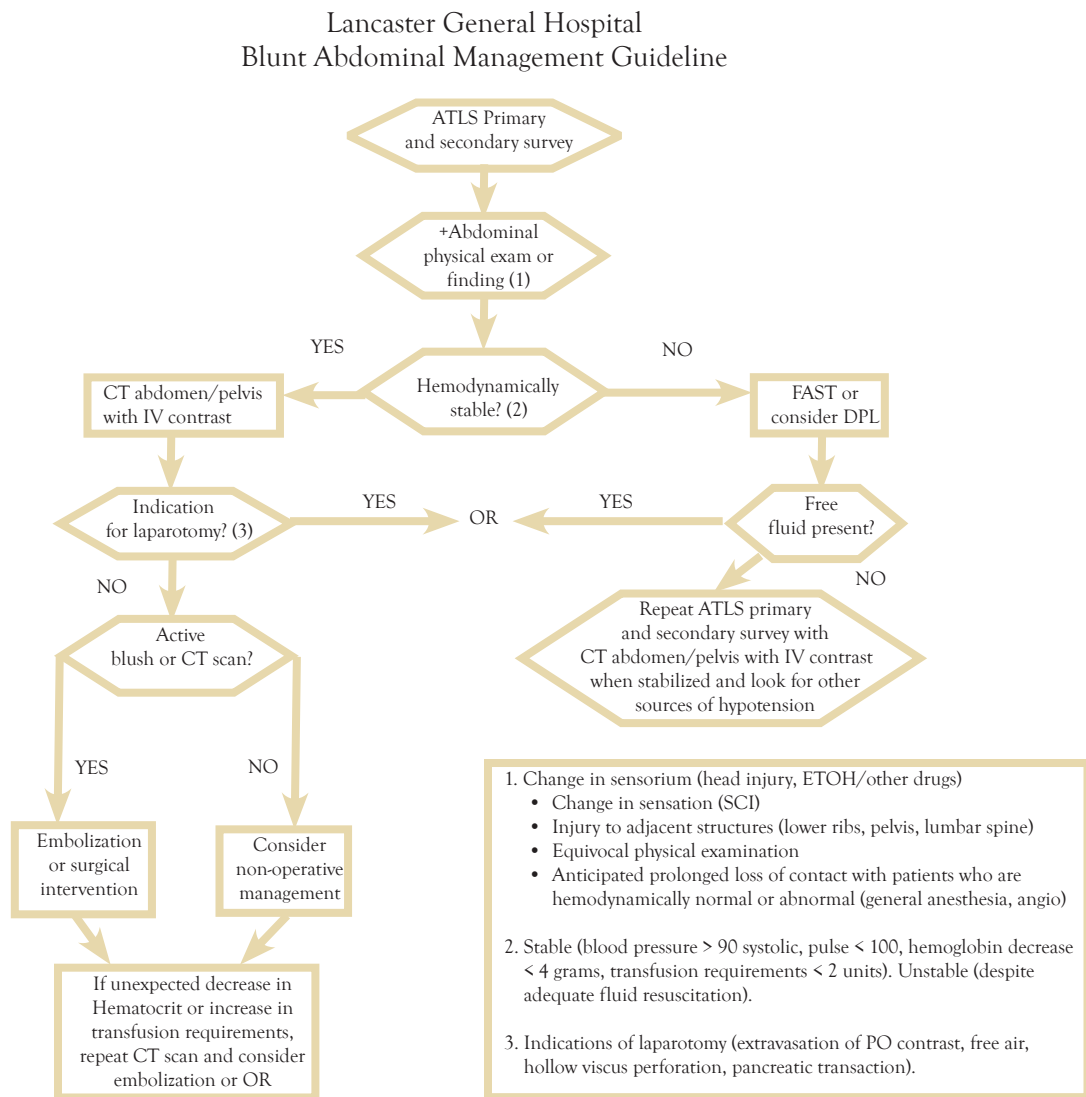 Lancaster General Hospital
Blunt Abdominal Management Guideline
ATLS Primary
and secondary survey
+Abdominal
physical exam or
finding (1)
YES
NO
Hemodynamically
stable? (2)
CT abdomen/pelvis
with IV contrast
FAST or
consider DPL
Indication
for laparotomy? (3)
YES
OR
YES
Free
fluid present?
NO
NO
Active
blush or CT scan?
Repeat ATLS primary
and secondary survey with
CT abdomen/pelvis with IV contrast
when stabilized and look for other
sources of hypotension
YES
NO
Embolization
or surgical
intervention
Consider
non-operative
management
If unexpected decrease in
Hematocrit or increase in
transfusion requirements,
repeat CT scan and consider
embolization or OR
1. Change in sensorium (head injury, ETOH/other drugs)
• Change in sensation (SCI)
• Injury to adjacent structures (lower ribs, pelvis, lumbar spine)
• Equivocal physical examination
• Anticipated prolonged loss of contact with patients who are
hemodynamically normal or abnormal (general anesthesia, angio)
2. Stable (blood pressure > 90 systolic, pulse < 100, hemoglobin decrease
< 4 grams, transfusion requirements < 2 units). Unstable (despite
adequate fluid resuscitation).
3. Indications of laparotomy (extravasation of PO contrast, free air,
hollow viscus perforation, pancreatic transaction).